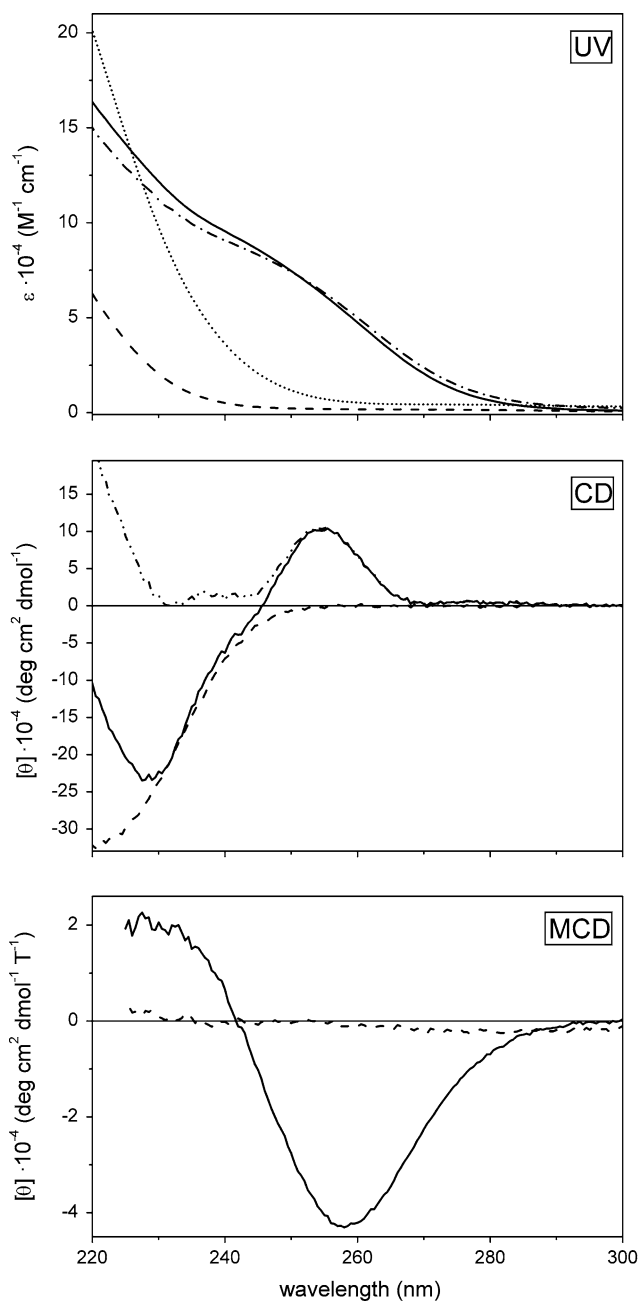 UV
20
15
10
5
0
ε ·10⁻⁴ (M⁻¹ cm⁻¹)
CD
15
10
5
0
-5
-10
-15
-20
-25
-30
[θ] ·10⁻⁴ (deg cm² dmol⁻¹)
MCD
2
0
-2
-4
[θ] ·10⁻⁴ (deg cm² dmol⁻¹ T⁻¹)
220 240 260 280 300
wavelength (nm)